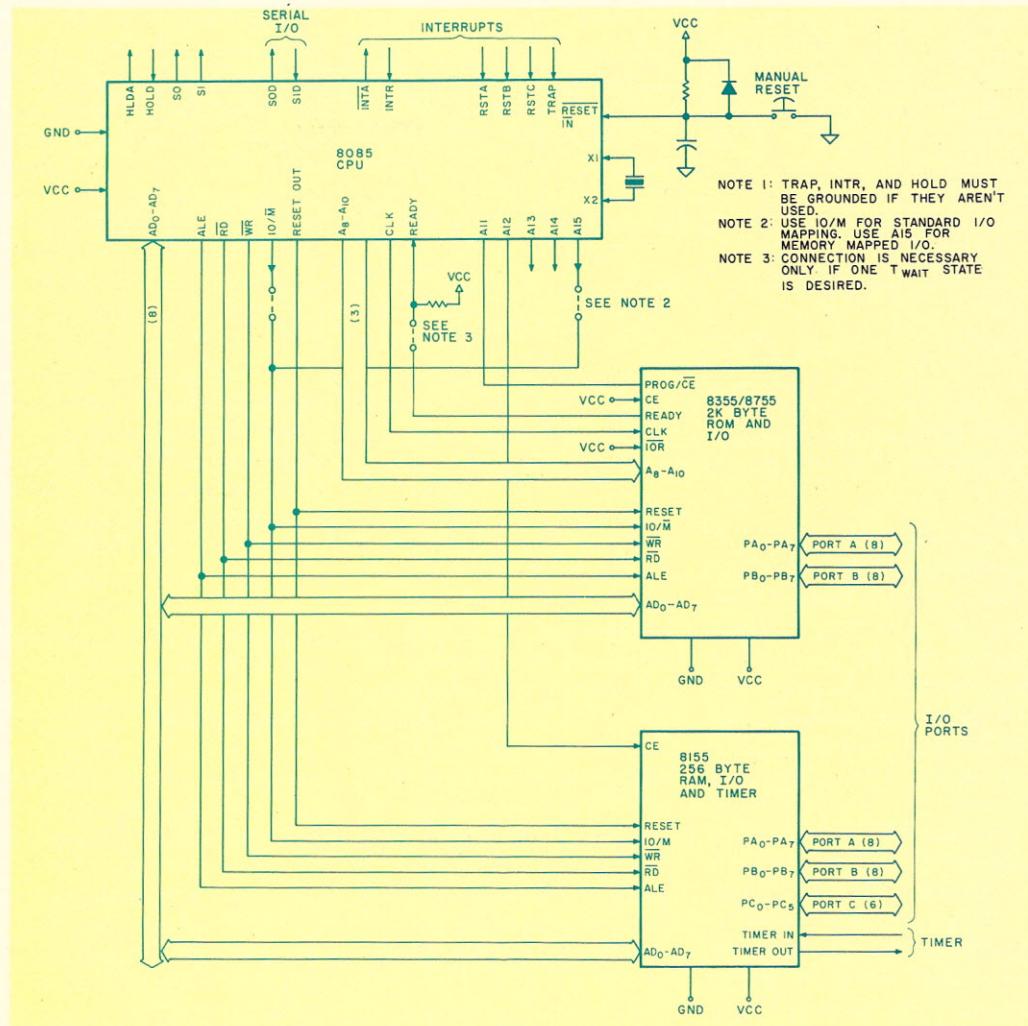 SERIAL
I/O
INTERRUPTS
VCC
HLDA
HOLD
SO
SI
SOD
SID
INTA
INTR
RSTA
RSTB
RSTC
TRAP
RESET
IN
MANUAL
RESET
GND
8085
CPU
X1
X2
VCC
AD0-AD7
ALE
RD
WR
IO/M
RESET OUT
A8-A10
CLK
READY
A11
A12
A13
A14
A15
NOTE 1: TRAP, INTR, AND HOLD MUST
BE GROUNDED IF THEY AREN'T
USED.
NOTE 2: USE IO/M FOR STANDARD I/O
MAPPING. USE A15 FOR
MEMORY MAPPED I/O.
NOTE 3: CONNECTION IS NECESSARY
ONLY IF ONE TWAIT STATE
IS DESIRED.
(8)
(3)
VCC
SEE
NOTE 3
SEE NOTE 2
PROG/CE
VCC
CE
READY
CLK
VCC
IOR
A8-A10
8355/8755
2K BYTE
ROM AND
I/O
RESET
IO/M
WR
RD
ALE
AD0-AD7
PA0-PA7
PORT A (8)
PB0-PB7
PORT B (8)
GND
VCC
I/O
PORTS
CE
8155
256 BYTE
RAM, I/O
AND TIMER
RESET
IO/M
WR
RD
ALE
AD0-AD7
PA0-PA7
PORT A (8)
PB0-PB7
PORT B (8)
PC0-PC5
PORT C (6)
TIMER IN
TIMER OUT
TIMER
GND
VCC